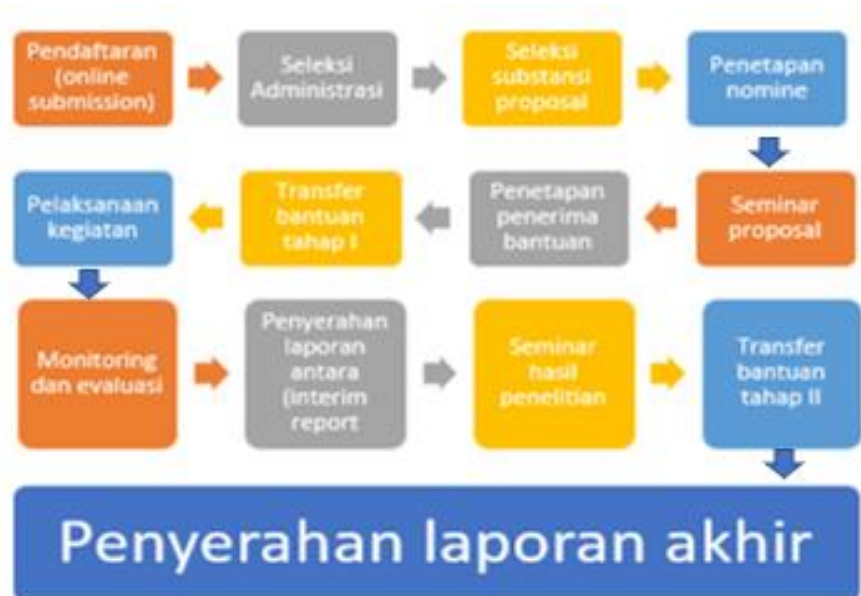 Pendaftaran
(online
submission)
Seleksi
Administrasi
Seleksi
substansi
proposal
Penetapan
nomine
Seminar
proposal
Penetapan
penerima
bantuan
Transfer
bantuan
tahap I
Pelaksanaan
kegiatan
Monitoring
dan evaluasi
Penyerahan
laporan
antara
(interim
report
Seminar
hasil
penelitian
Transfer
bantuan
tahap II
Penyerahan laporan akhir